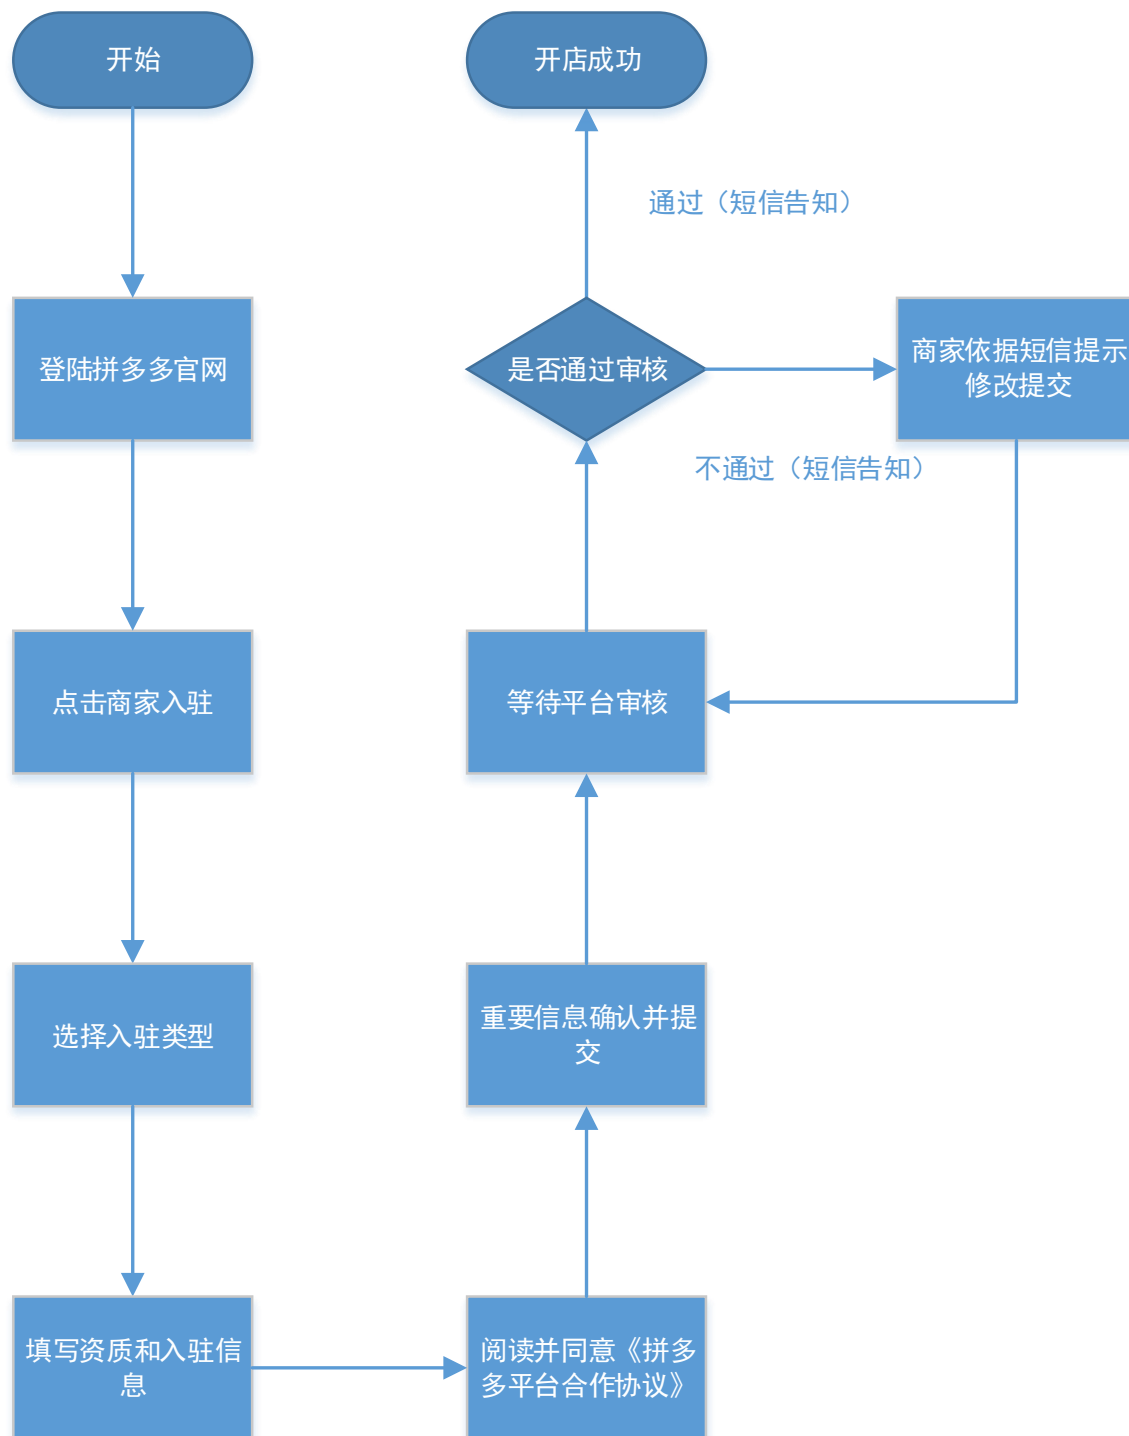 开始
登陆拼多多官网
点击商家入驻
选择入驻类型
填写资质和入驻信
息
阅读并同意《拼多
多平台合作协议》
重要信息确认并提
交
等待平台审核
是否通过审核
通过（短信告知）
开店成功
不通过（短信告知）
商家依据短信提示
修改提交